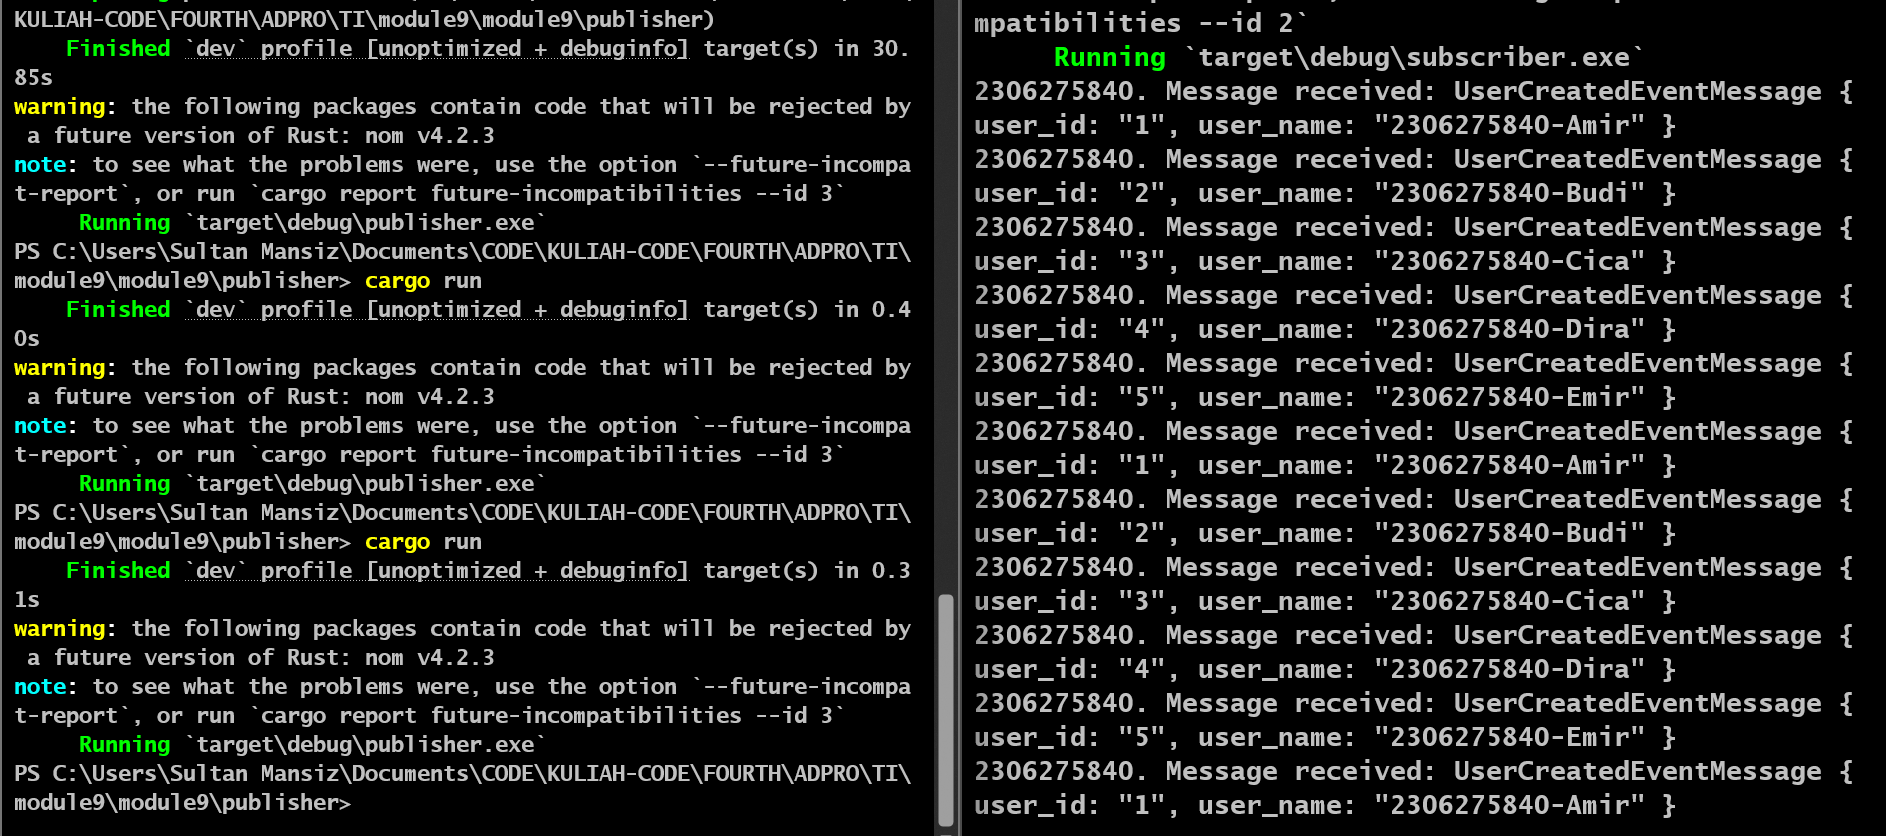 KULIAH-CODE\FOURTH\ADPRO\TI\module9\module9\publisher)
    Finished `dev` profile [unoptimized + debuginfo] target(s) in 30.
85s
warning: the following packages contain code that will be rejected by
 a future version of Rust: nom v4.2.3
note: to see what the problems were, use the option `--future-incompa
t-report`, or run `cargo report future-incompatibilities --id 3`
     Running `target\debug\publisher.exe`
PS C:\Users\Sultan Mansiz\Documents\CODE\KULIAH-CODE\FOURTH\ADPRO\TI\
module9\module9\publisher> cargo run
    Finished `dev` profile [unoptimized + debuginfo] target(s) in 0.4
0s
warning: the following packages contain code that will be rejected by
 a future version of Rust: nom v4.2.3
note: to see what the problems were, use the option `--future-incompa
t-report`, or run `cargo report future-incompatibilities --id 3`
     Running `target\debug\publisher.exe`
PS C:\Users\Sultan Mansiz\Documents\CODE\KULIAH-CODE\FOURTH\ADPRO\TI\
module9\module9\publisher> cargo run
    Finished `dev` profile [unoptimized + debuginfo] target(s) in 0.3
1s
warning: the following packages contain code that will be rejected by
 a future version of Rust: nom v4.2.3
note: to see what the problems were, use the option `--future-incompa
t-report`, or run `cargo report future-incompatibilities --id 3`
     Running `target\debug\publisher.exe`
PS C:\Users\Sultan Mansiz\Documents\CODE\KULIAH-CODE\FOURTH\ADPRO\TI\
module9\module9\publisher>
mpatibilities --id 2`
     Running `target\debug\subscriber.exe`
2306275840. Message received: UserCreatedEventMessage {
user_id: "1", user_name: "2306275840-Amir" }
2306275840. Message received: UserCreatedEventMessage {
user_id: "2", user_name: "2306275840-Budi" }
2306275840. Message received: UserCreatedEventMessage {
user_id: "3", user_name: "2306275840-Cica" }
2306275840. Message received: UserCreatedEventMessage {
user_id: "4", user_name: "2306275840-Dira" }
2306275840. Message received: UserCreatedEventMessage {
user_id: "5", user_name: "2306275840-Emir" }
2306275840. Message received: UserCreatedEventMessage {
user_id: "1", user_name: "2306275840-Amir" }
2306275840. Message received: UserCreatedEventMessage {
user_id: "2", user_name: "2306275840-Budi" }
2306275840. Message received: UserCreatedEventMessage {
user_id: "3", user_name: "2306275840-Cica" }
2306275840. Message received: UserCreatedEventMessage {
user_id: "4", user_name: "2306275840-Dira" }
2306275840. Message received: UserCreatedEventMessage {
user_id: "5", user_name: "2306275840-Emir" }
2306275840. Message received: UserCreatedEventMessage {
user_id: "1", user_name: "2306275840-Amir" }